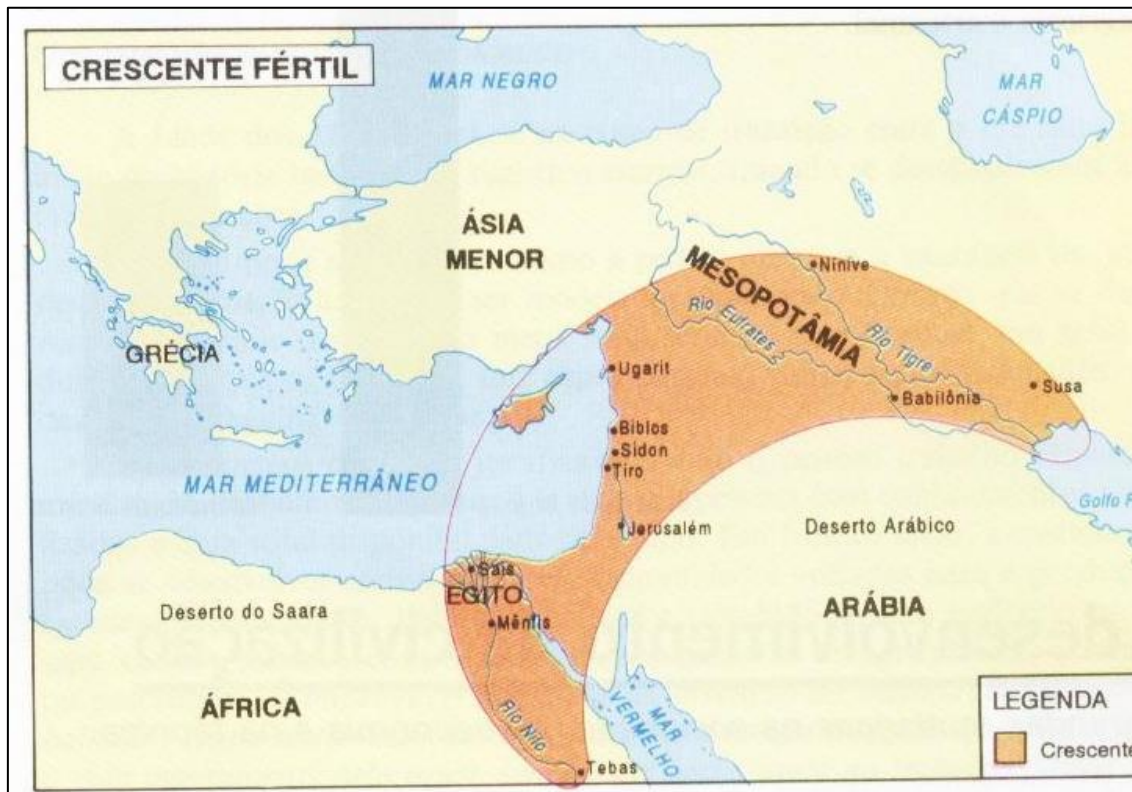 CRESCENTE FÉRTIL
MAR NEGRO
MAR
CÁSPIO
ÁSIA
MENOR
MESOPOTÂMIA
Nínive
Rio Eufrates
Rio Tigre
GRÉCIA
Ugarit
Babilônia
Susa
Biblos
Sidon
Tiro
MAR MEDITERRÂNEO
Jerusalém
Deserto Arábico
Golfo
Sais
EGITO
Deserto do Saara
Mênfis
ARÁBIA
ÁFRICA
Rio Nilo
MAR
VERMELHO
Tebas
LEGENDA
Crescente